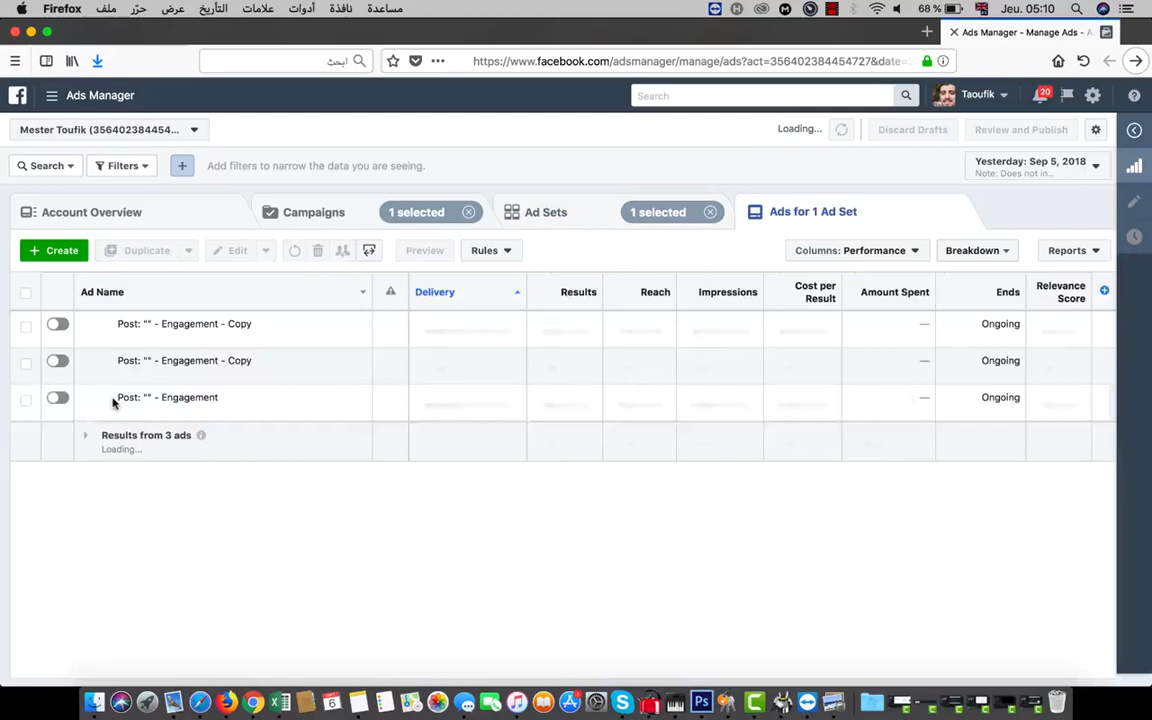 Firefox ملف حرّر عرض التأريخ علامات أدوات نافذة مساعدة 68 % Jeu. 05:10
Ads Manager - Manage Ads - A
ابحث
https://www.facebook.com/adsmanager/manage/ads?act=356402384454727&date=
Ads Manager
Search
Taoufik
20
Mester Toufik (356402384454...
Loading...
Discard Drafts
Review and Publish
Search
Filters
Add filters to narrow the data you are seeing.
Yesterday: Sep 5, 2018
Note: Does not in...
Account Overview
Campaigns
1 selected
Ad Sets
1 selected
Ads for 1 Ad Set
+ Create
Duplicate
Edit
Preview
Rules
Columns: Performance
Breakdown
Reports
Ad Name
Delivery
Results
Reach
Impressions
Cost per Result
Amount Spent
Ends
Relevance Score
Post: "" - Engagement - Copy — Ongoing
Post: "" - Engagement - Copy — Ongoing
Post: "" - Engagement — Ongoing
Results from 3 ads
Loading...